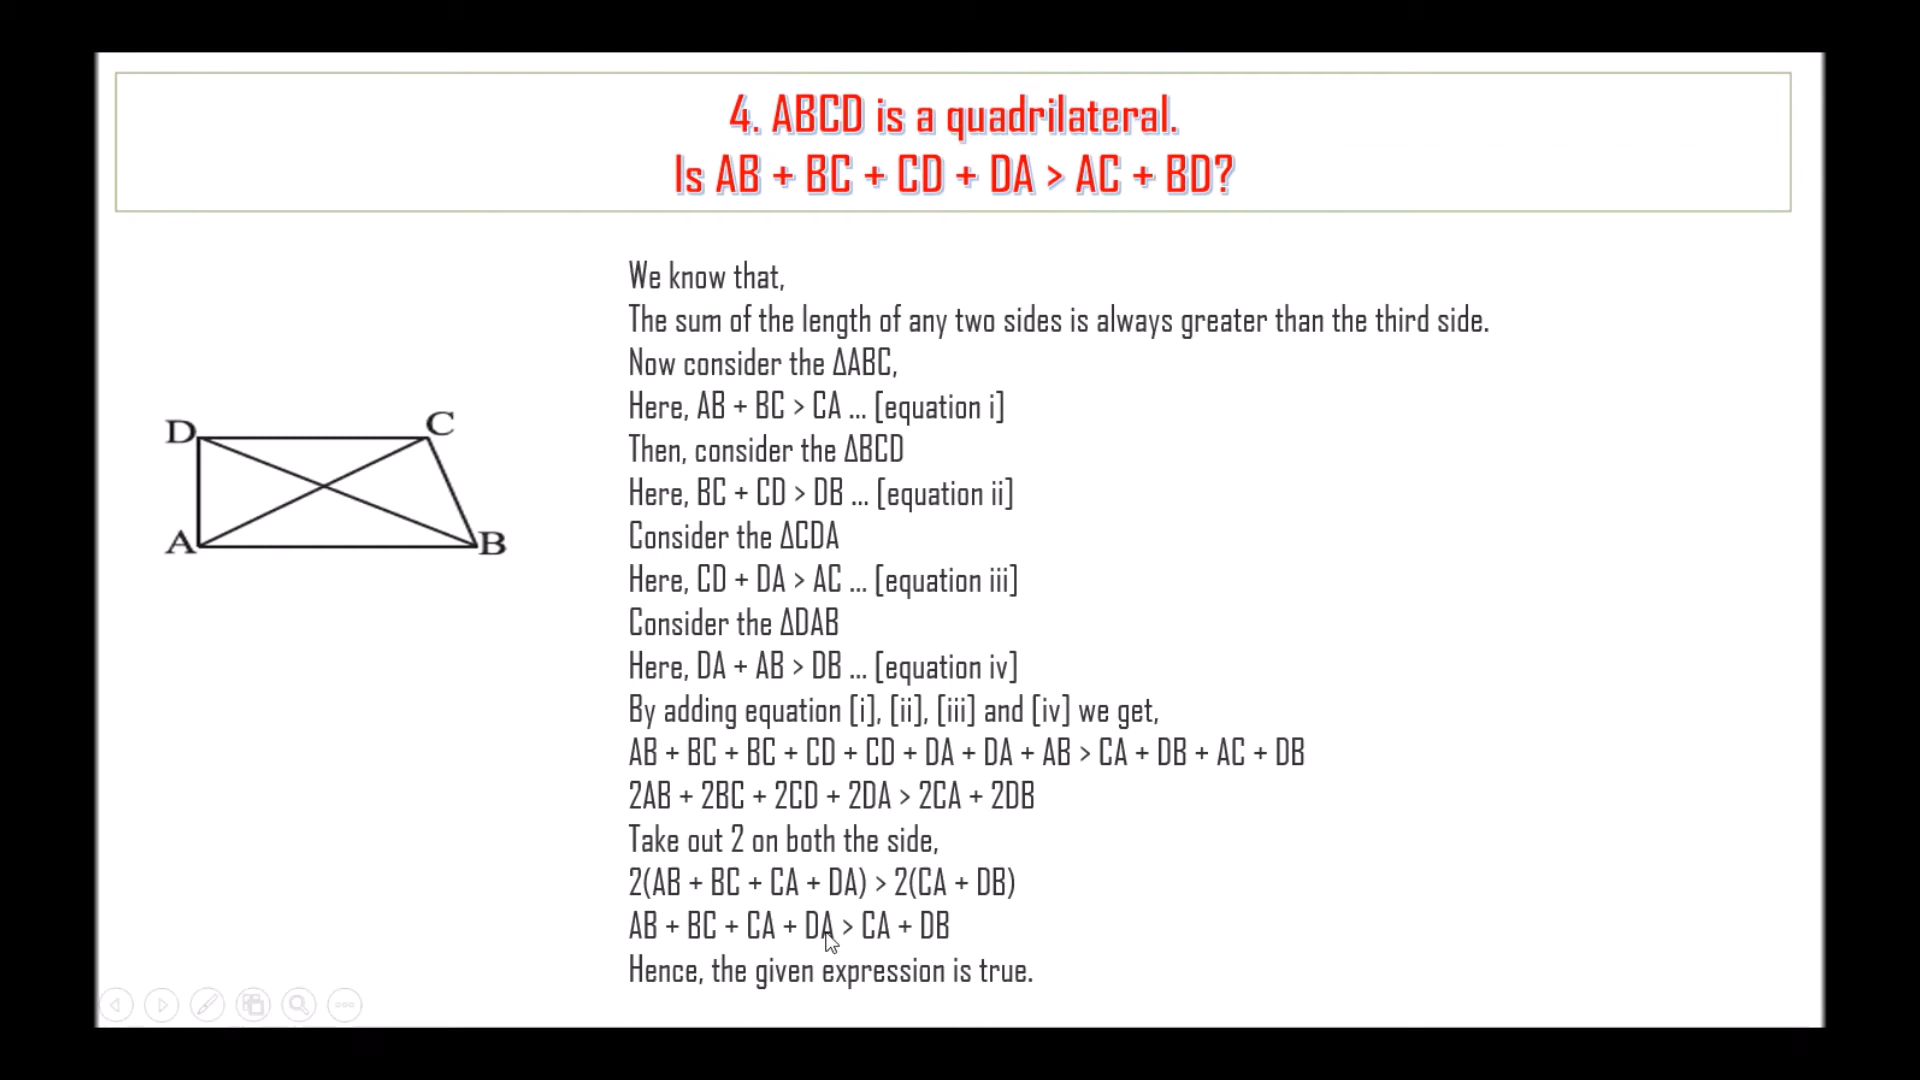 4. ABCD is a quadrilateral.
Is AB + BC + CD + DA > AC + BD?
We know that,
The sum of the length of any two sides is always greater than the third side.
Now consider the ΔABC,
Here, AB + BC > CA ... [equation i]
Then, consider the ΔBCD
Here, BC + CD > DB ... [equation ii]
Consider the ΔCDA
Here, CD + DA > AC ... [equation iii]
Consider the ΔDAB
Here, DA + AB > DB ... [equation iv]
By adding equation [i], [ii], [iii] and [iv] we get,
AB + BC + BC + CD + CD + DA + DA + AB > CA + DB + AC + DB
2AB + 2BC + 2CD + 2DA > 2CA + 2DB
Take out 2 on both the side,
2(AB + BC + CA + DA) > 2(CA + DB)
AB + BC + CA + DA > CA + DB
Hence, the given expression is true.
D C
A B